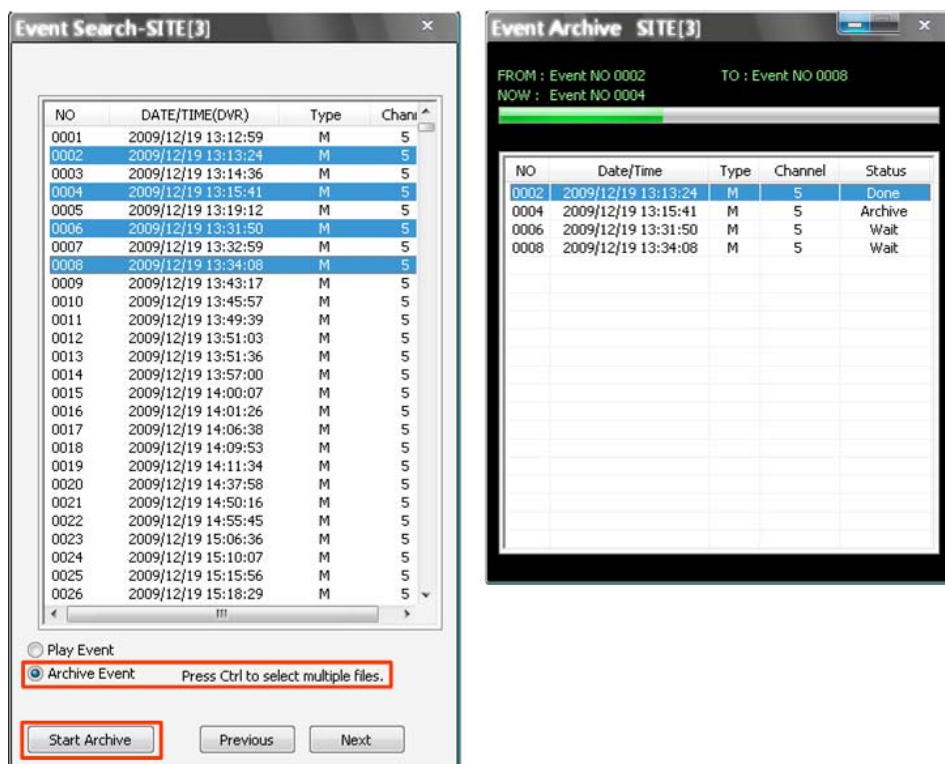 Event Search-SITE[3]
NO DATE/TIME(DVR) Type Chan
0001 2009/12/19 13:12:59 M 5
0002 2009/12/19 13:13:24 M 5
0003 2009/12/19 13:14:36 M 5
0004 2009/12/19 13:15:41 M 5
0005 2009/12/19 13:19:12 M 5
0006 2009/12/19 13:31:50 M 5
0007 2009/12/19 13:32:59 M 5
0008 2009/12/19 13:34:08 M 5
0009 2009/12/19 13:43:17 M 5
0010 2009/12/19 13:45:57 M 5
0011 2009/12/19 13:49:39 M 5
0012 2009/12/19 13:51:03 M 5
0013 2009/12/19 13:51:36 M 5
0014 2009/12/19 13:57:00 M 5
0015 2009/12/19 14:00:07 M 5
0016 2009/12/19 14:01:26 M 5
0017 2009/12/19 14:06:38 M 5
0018 2009/12/19 14:09:53 M 5
0019 2009/12/19 14:11:34 M 5
0020 2009/12/19 14:37:58 M 5
0021 2009/12/19 14:50:16 M 5
0022 2009/12/19 14:55:45 M 5
0023 2009/12/19 15:06:36 M 5
0024 2009/12/19 15:10:07 M 5
0025 2009/12/19 15:15:56 M 5
0026 2009/12/19 15:18:29 M 5
Play Event
Archive Event Press Ctrl to select multiple files.
Start Archive Previous Next
Event Archive SITE[3]
FROM : Event NO 0002 TO : Event NO 0008
NOW : Event NO 0004
NO Date/Time Type Channel Status
0002 2009/12/19 13:13:24 M 5 Done
0004 2009/12/19 13:15:41 M 5 Archive
0006 2009/12/19 13:31:50 M 5 Wait
0008 2009/12/19 13:34:08 M 5 Wait